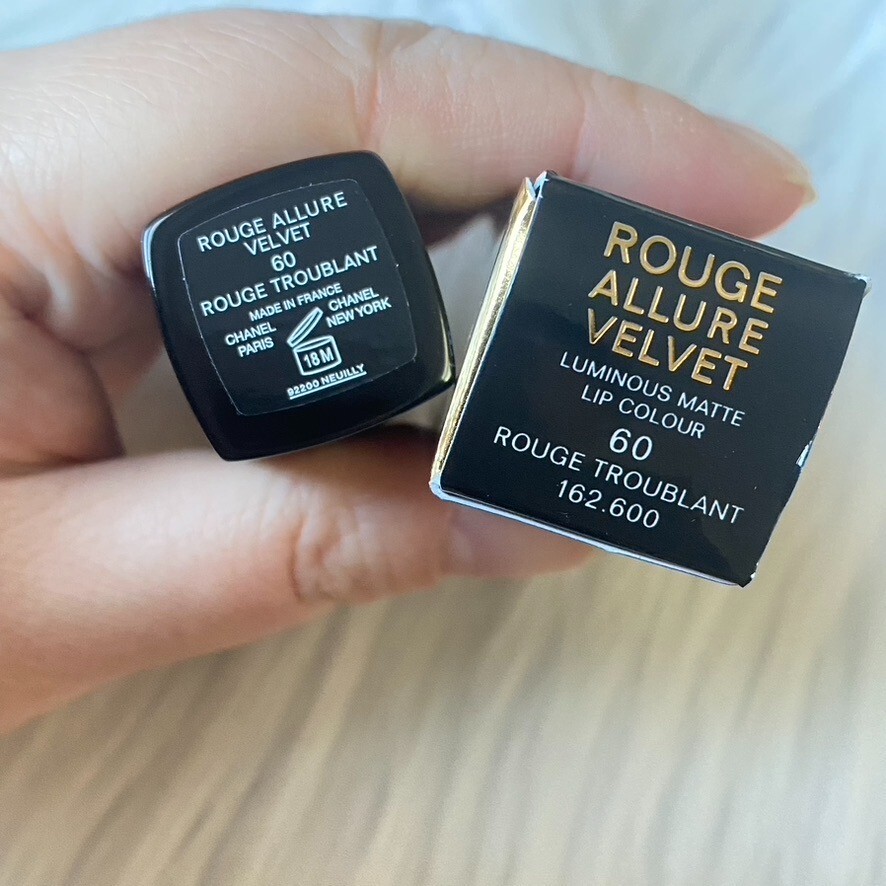 ROUGE ALLURE
VELVET
60
ROUGE TROUBLANT
MADE IN FRANCE
CHANEL
PARIS
CHANEL
NEW YORK
18M
92200 NEUILLY
ROUGE
ALLURE
VELVET
LUMINOUS MATTE
LIP COLOUR
60
ROUGE TROUBLANT
162.600